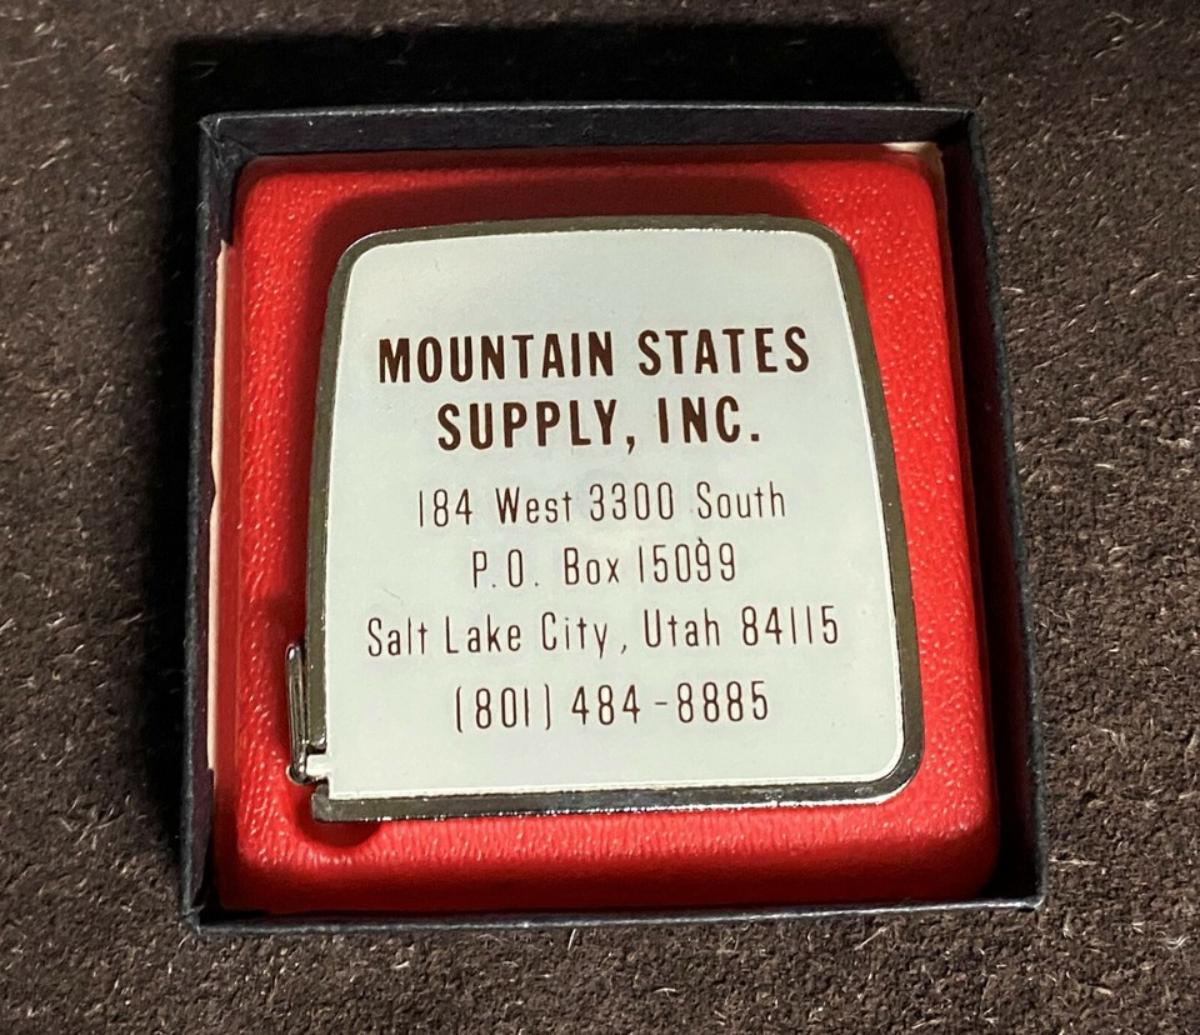 MOUNTAIN STATES
SUPPLY, INC.
184 West 3300 South
P.O. Box 15099
Salt Lake City, Utah 84115
(801) 484-8885